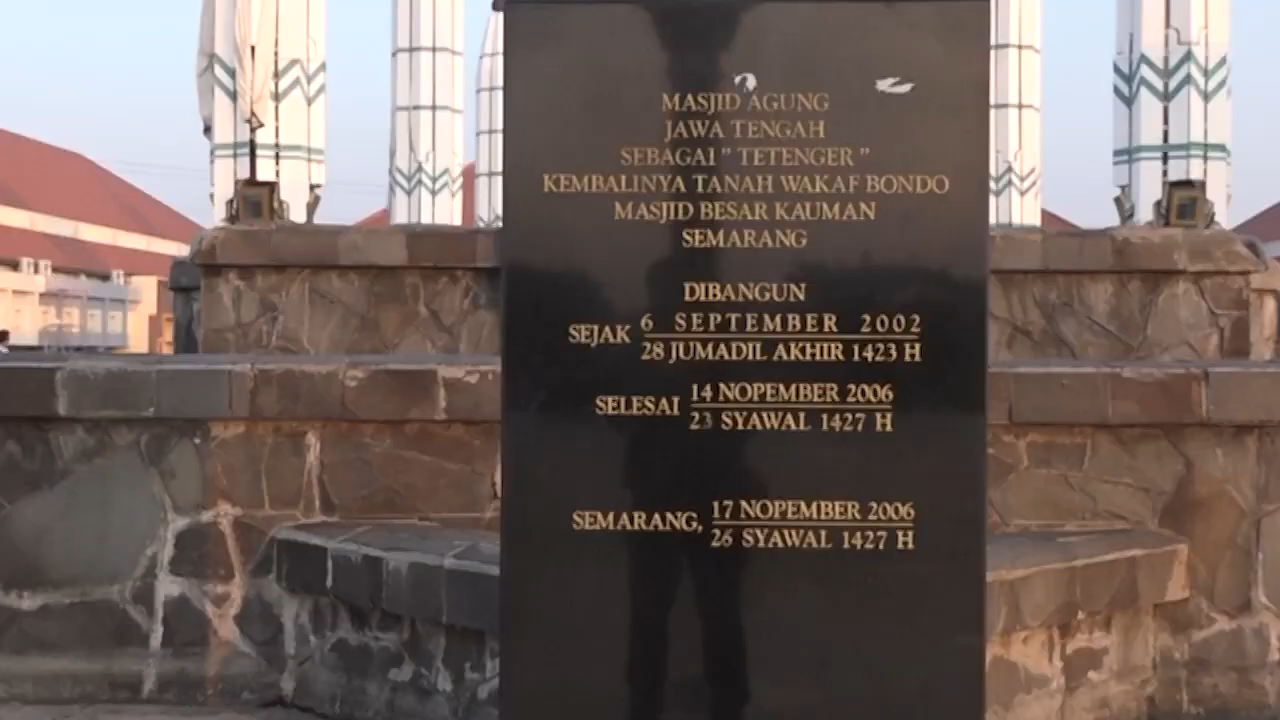 MASJID AGUNG
JAWA TENGAH
SEBAGAI " TETENGER "
KEMBALINYA TANAH WAKAF BONDO
MASJID BESAR KAUMAN
SEMARANG
DIBANGUN
SEJAK 6 SEPTEMBER 2002
28 JUMADIL AKHIR 1423 H
SELESAI 14 NOPEMBER 2006
23 SYAWAL 1427 H
SEMARANG, 17 NOPEMBER 2006
26 SYAWAL 1427 H